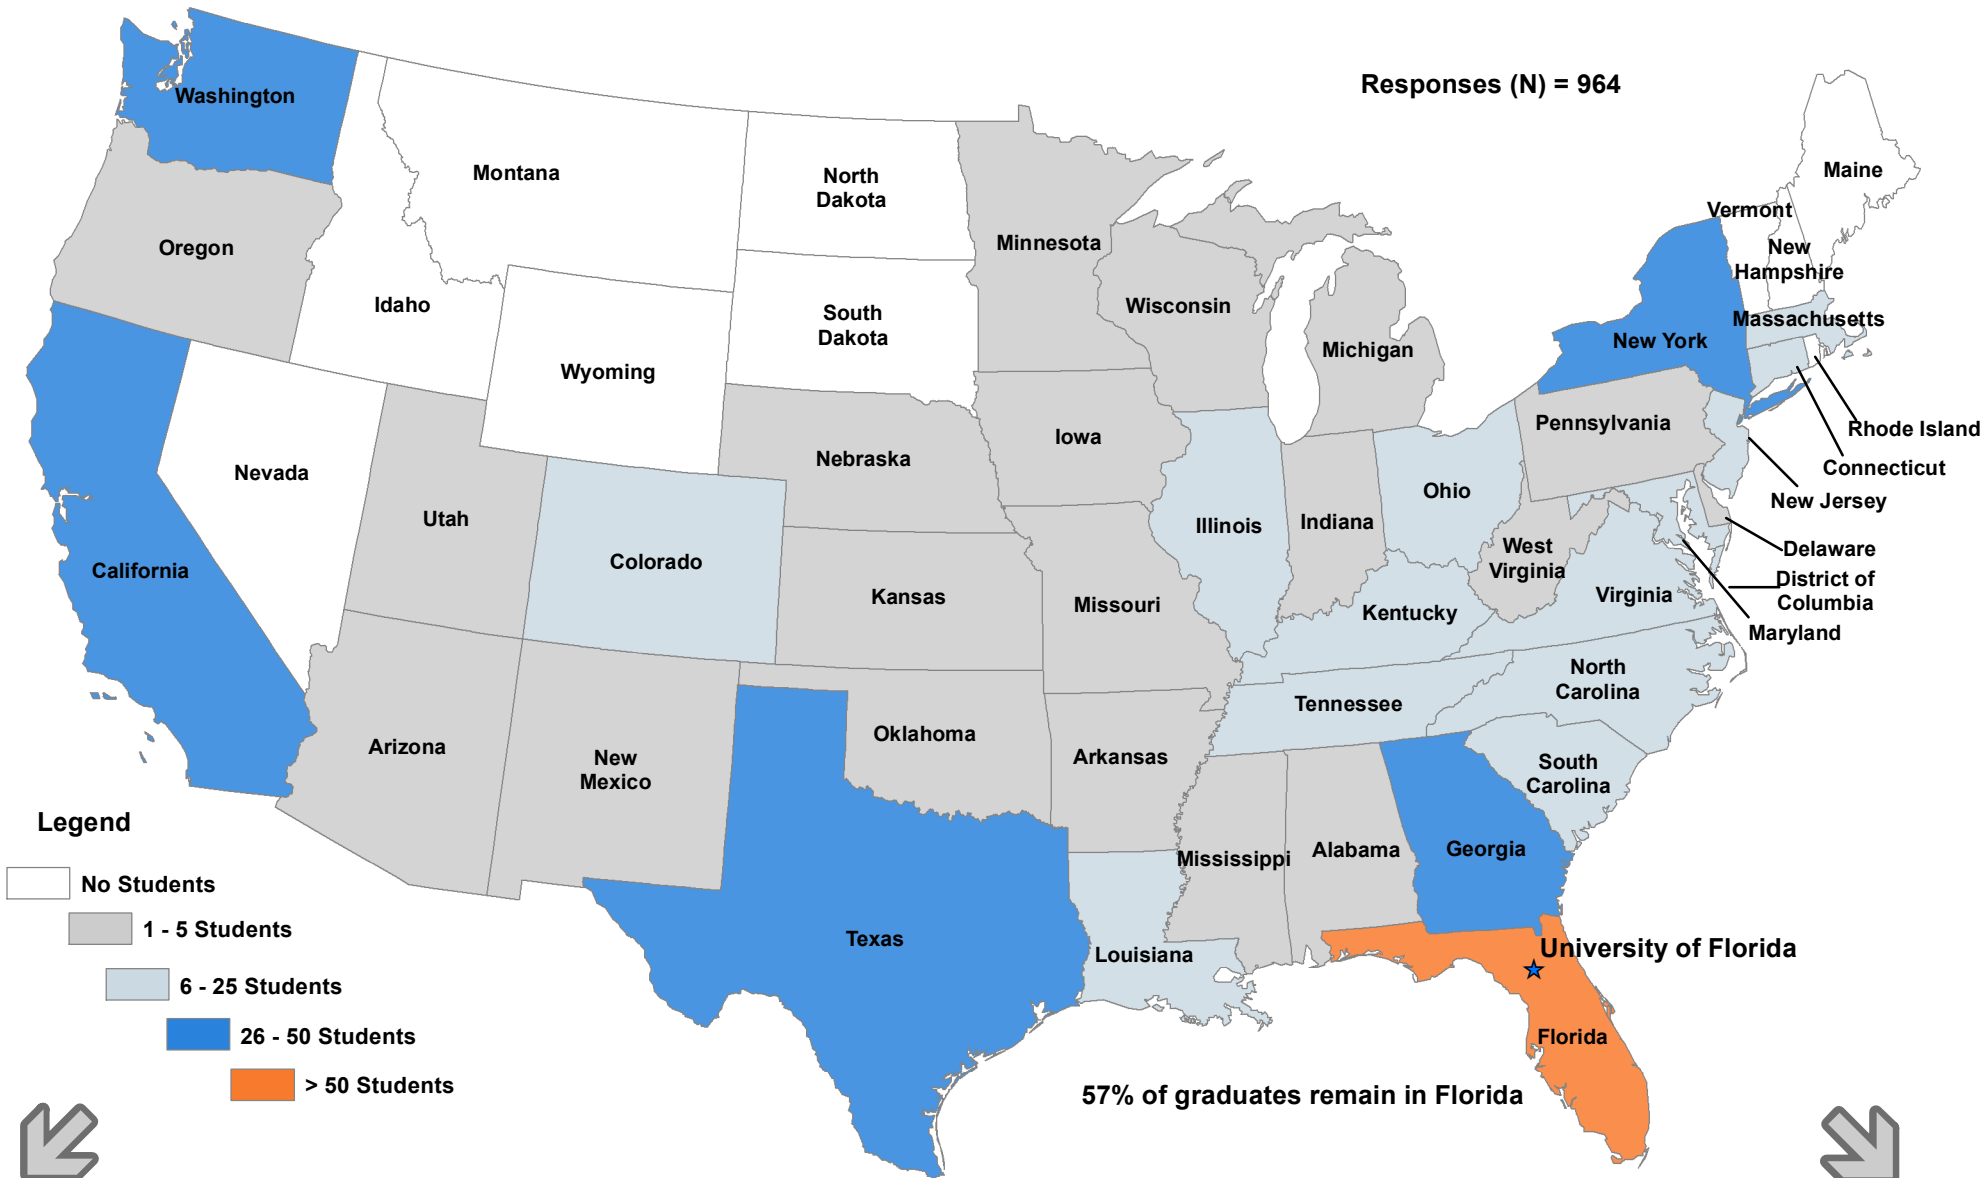 Washington
Responses (N) = 964
Montana
North
Dakota
Maine
Vermont
Oregon
Minnesota
New
Hampshire
Idaho
Wisconsin
South
Dakota
Massachusetts
New York
Michigan
Wyoming
Pennsylvania
Rhode Island
Iowa
Connecticut
Nebraska
Nevada
Ohio
New Jersey
Utah
Illinois
Indiana
West
Virginia
Delaware
Colorado
California
District of
Columbia
Kansas
Virginia
Missouri
Kentucky
Maryland
North
Carolina
Tennessee
Oklahoma
Arizona
New
Mexico
Arkansas
South
Carolina
Legend
Georgia
Alabama
Mississippi
No Students
1 - 5 Students
Texas
University of Florida
Louisiana
6 - 25 Students
26 - 50 Students
Florida
> 50 Students
57% of graduates remain in Florida